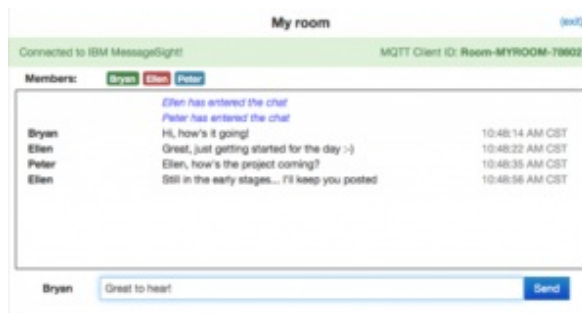 My room
(exit)
Connected to IBM MessageSight! MQTT Client ID: Room-MYROOM-78602
Members: Bryan Ellen Peter
Ellen has entered the chat
Peter has entered the chat
Bryan Hi, how's it going! 10:48:14 AM CST
Ellen Great, just getting started for the day :-) 10:48:22 AM CST
Peter Ellen, how's the project coming? 10:48:35 AM CST
Ellen Still in the early stages... I'll keep you posted 10:48:56 AM CST
Bryan Great to hear! Send